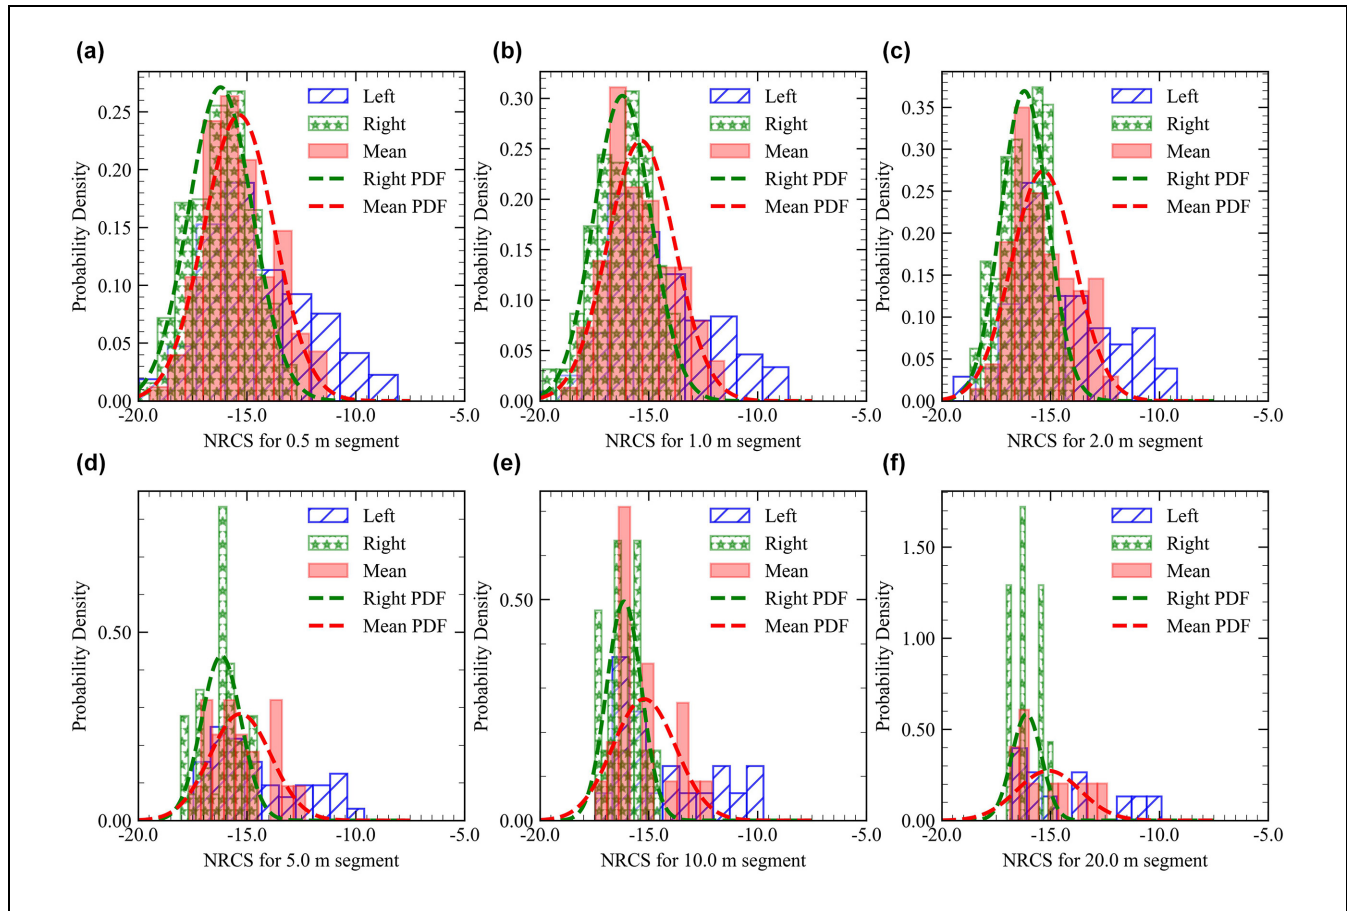 (a)
Probability Density
0.25
0.20
0.15
0.10
0.05
0.00
-20.0 -15.0 -10.0 -5.0
NRCS for 0.5 m segment
Left
Right
Mean
Right PDF
Mean PDF
(b)
Probability Density
0.30
0.25
0.20
0.15
0.10
0.05
0.00
-20.0 -15.0 -10.0 -5.0
NRCS for 1.0 m segment
Left
Right
Mean
Right PDF
Mean PDF
(c)
Probability Density
0.35
0.30
0.25
0.20
0.15
0.10
0.05
0.00
-20.0 -15.0 -10.0 -5.0
NRCS for 2.0 m segment
Left
Right
Mean
Right PDF
Mean PDF
(d)
Probability Density
0.50
0.00
-20.0 -15.0 -10.0 -5.0
NRCS for 5.0 m segment
Left
Right
Mean
Right PDF
Mean PDF
(e)
Probability Density
0.50
0.00
-20.0 -15.0 -10.0 -5.0
NRCS for 10.0 m segment
Left
Right
Mean
Right PDF
Mean PDF
(f)
Probability Density
1.50
1.00
0.50
0.00
-20.0 -15.0 -10.0 -5.0
NRCS for 20.0 m segment
Left
Right
Mean
Right PDF
Mean PDF